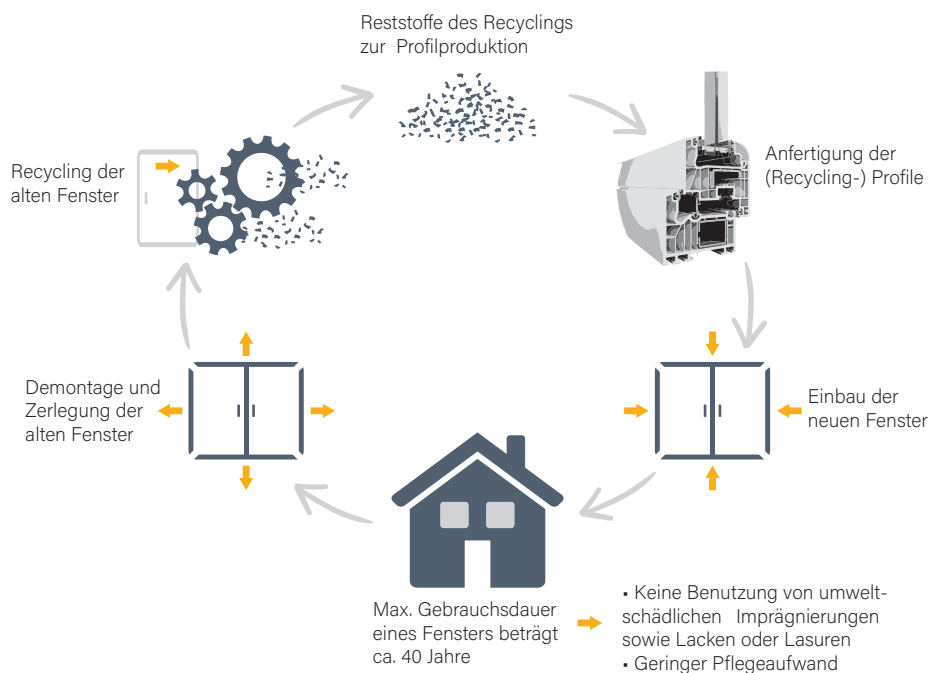 Reststoffe des Recyclings
zur Profilproduktion
Anfertigung der
(Recycling-) Profile
Recycling der
alten Fenster
Demontage und
Zerlegung der
alten Fenster
Einbau der
neuen Fenster
Max. Gebrauchsdauer
eines Fensters beträgt
ca. 40 Jahre
• Keine Benutzung von umwelt-
schädlichen Imprägnierungen
sowie Lacken oder Lasuren
• Geringer Pflegeaufwand